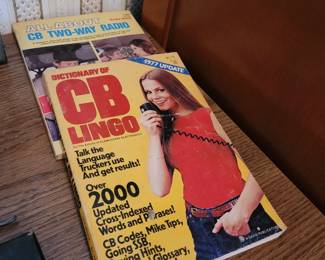 ALL ABOUT
CB TWO-WAY RADIO
1977 UPDATE
DICTIONARY OF
CB
LINGO
Talk the
Language
Truckers use
And get results!
Over
2000
Updated
Cross-Indexed
Words and Phrases!
CB Codes, Mike Tips,
Going SSB,
Hints,
Glossary,